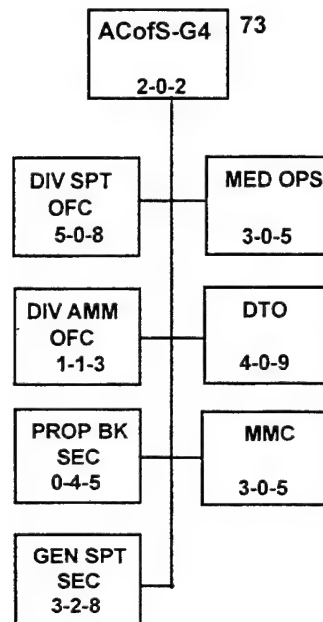 ACofS-G4 73
2-0-2
DIV SPT
OFC
5-0-8
MED OPS
3-0-5
DIV AMM
OFC
1-1-3
DTO
4-0-9
PROP BK
SEC
0-4-5
MMC
3-0-5
GEN SPT
SEC
3-2-8